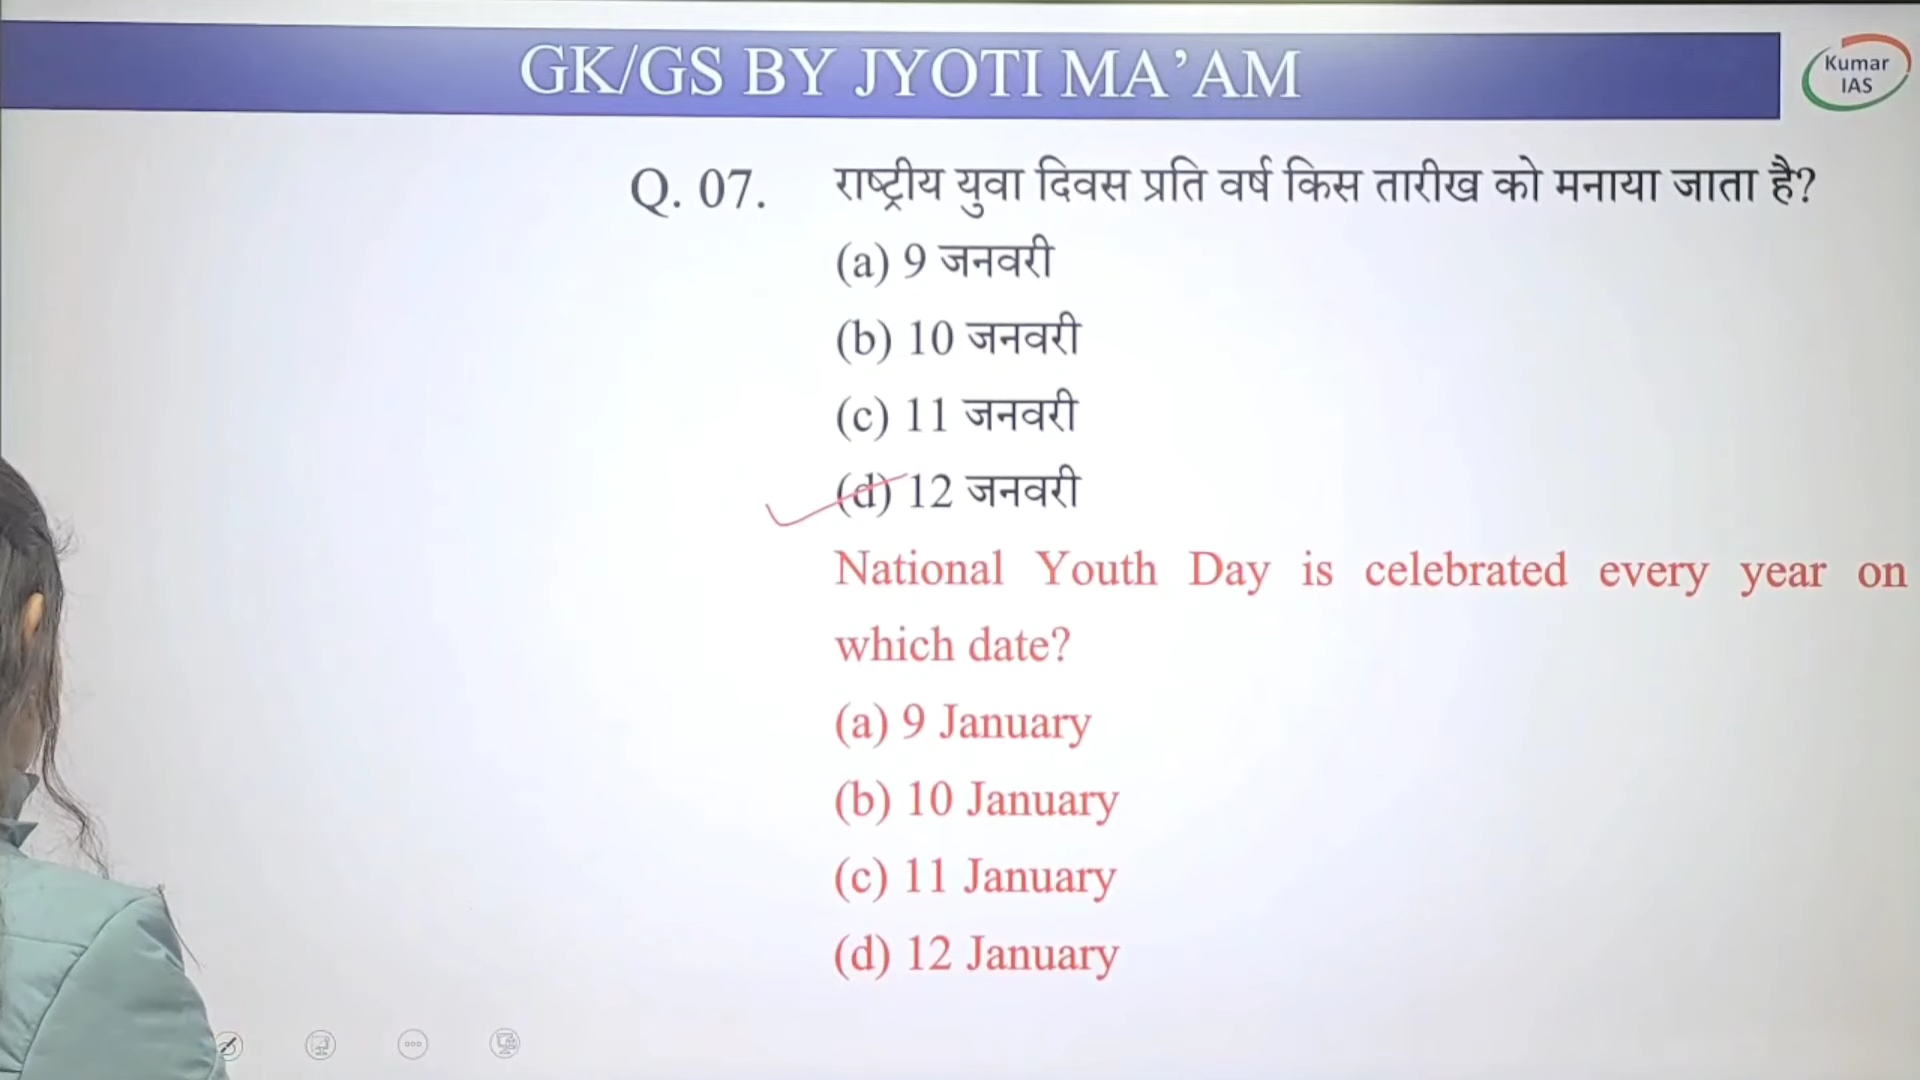 GK/GS BY JYOTI MA’AM
Kumar
IAS
Q. 07. राष्ट्रीय युवा दिवस प्रति वर्ष किस तारीख को मनाया जाता है?
(a) 9 जनवरी
(b) 10 जनवरी
(c) 11 जनवरी
(d) 12 जनवरी
National Youth Day is celebrated every year on
which date?
(a) 9 January
(b) 10 January
(c) 11 January
(d) 12 January